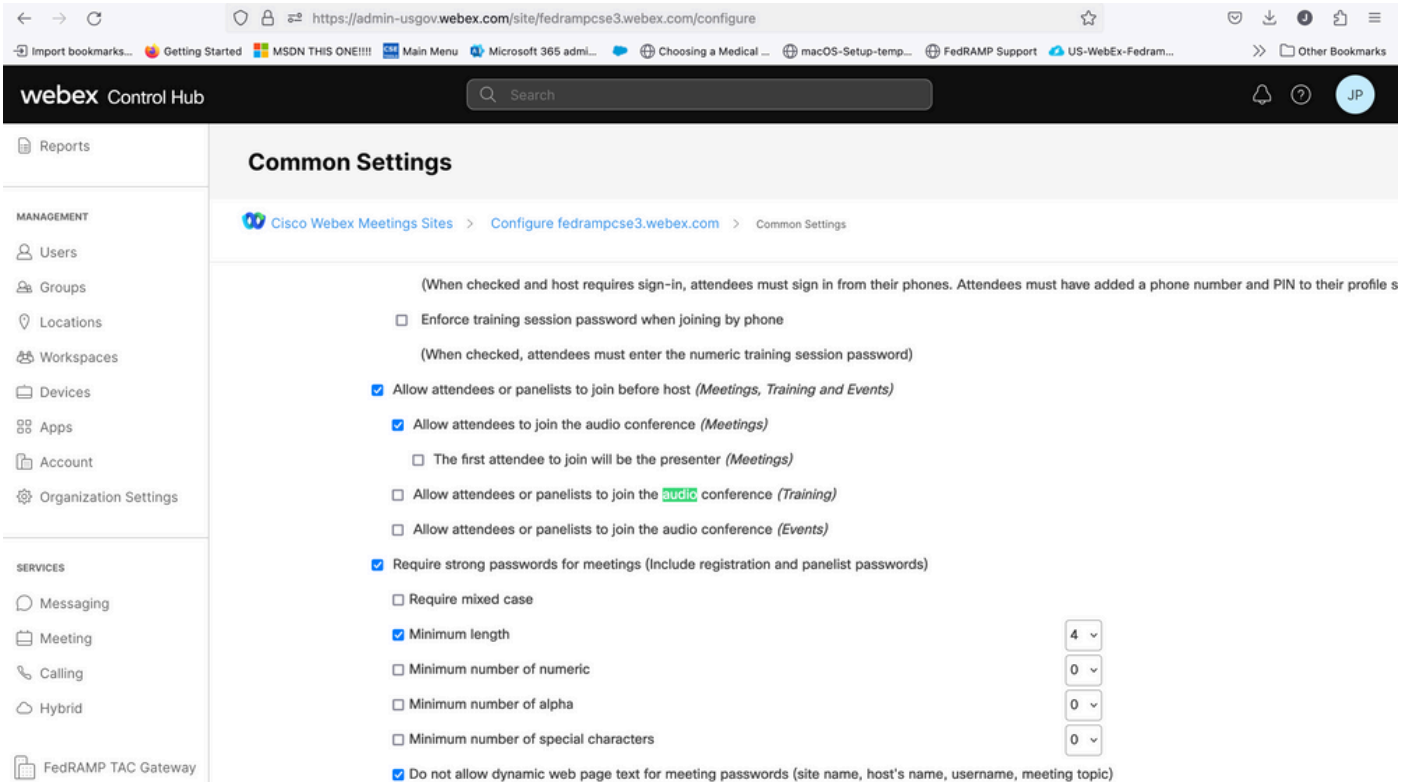 https://admin-usgov.webex.com/site/fedrampcse3.webex.com/configure
J
Import bookmarks... Getting Started MSDN THIS ONE!!!! CSE Main Menu Microsoft 365 admi... Choosing a Medical ... macOS-Setup-temp... FedRAMP Support US-WebEx-Fedram... Other Bookmarks
webex Control Hub
Search
JP
Reports
MANAGEMENT
Users
Groups
Locations
Workspaces
Devices
Apps
Account
Organization Settings
SERVICES
Messaging
Meeting
Calling
Hybrid
FedRAMP TAC Gateway
Common Settings
Cisco Webex Meetings Sites > Configure fedrampcse3.webex.com > Common Settings
(When checked and host requires sign-in, attendees must sign in from their phones. Attendees must have added a phone number and PIN to their profile s
Enforce training session password when joining by phone
(When checked, attendees must enter the numeric training session password)
Allow attendees or panelists to join before host (Meetings, Training and Events)
Allow attendees to join the audio conference (Meetings)
The first attendee to join will be the presenter (Meetings)
Allow attendees or panelists to join the audio conference (Training)
Allow attendees or panelists to join the audio conference (Events)
Require strong passwords for meetings (Include registration and panelist passwords)
Require mixed case
Minimum length 4
Minimum number of numeric 0
Minimum number of alpha 0
Minimum number of special characters 0
Do not allow dynamic web page text for meeting passwords (site name, host's name, username, meeting topic)